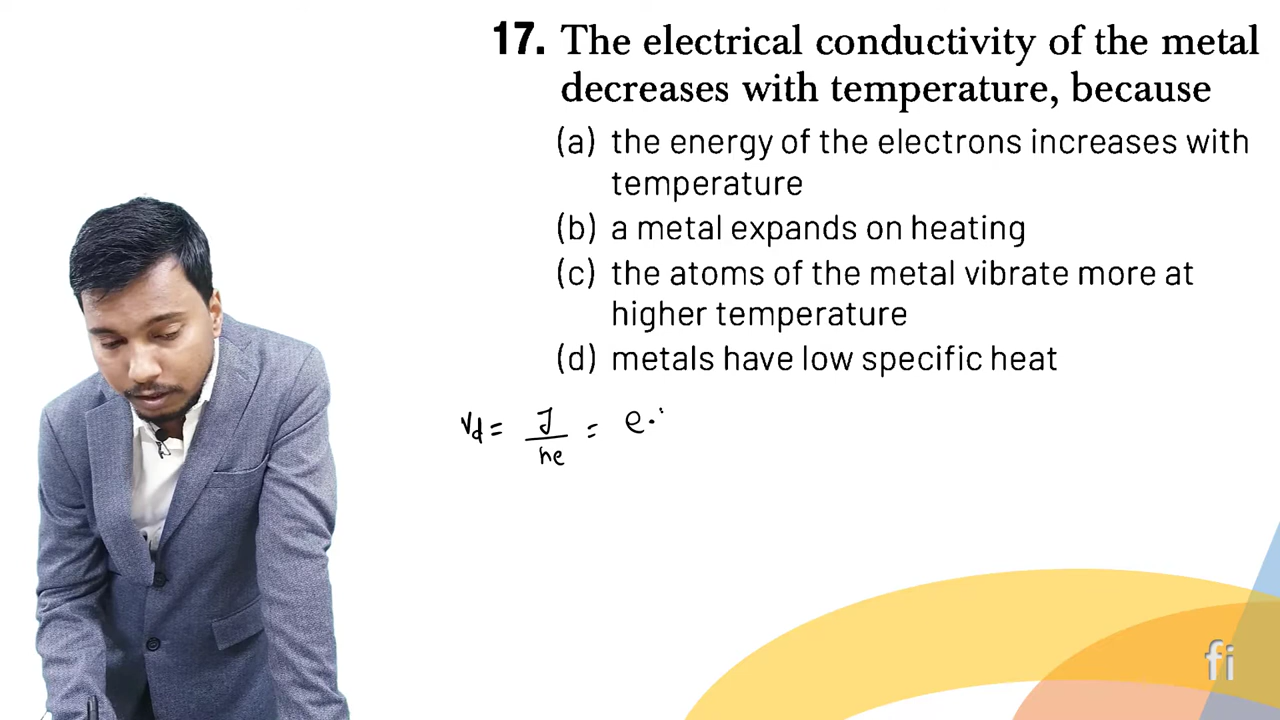 17. The electrical conductivity of the metal
decreases with temperature, because
(a) the energy of the electrons increases with
temperature
(b) a metal expands on heating
(c) the atoms of the metal vibrate more at
higher temperature
(d) metals have low specific heat
Vd = J/ne = e.
fi